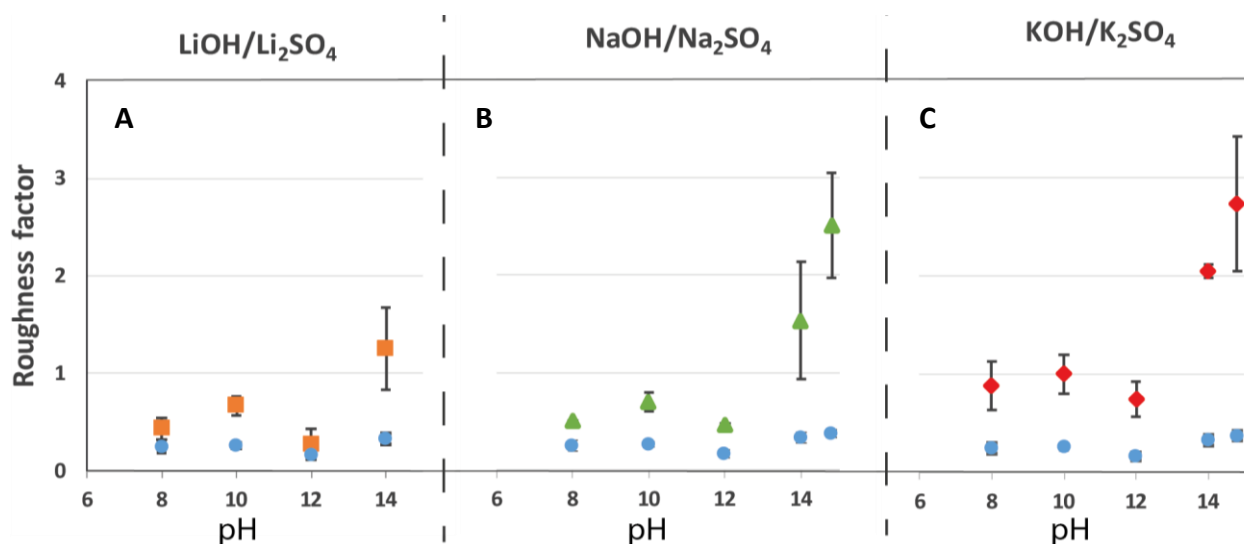 LiOH/Li₂SO₄
NaOH/Na₂SO₄
KOH/K₂SO₄
A
B
C
Roughness factor
4
3
2
1
0
6 8 10 12 14
6 8 10 12 14
6 8 10 12 14
pH
pH
pH